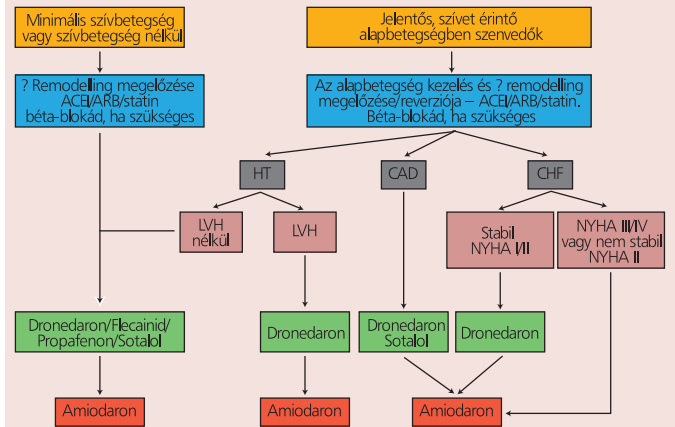 Minimális szívbetegség
vagy szívbetegség nélkül
Jelentős, szívet érintő
alapbetegségben szenvedők
? Remodelling megelőzése
ACEI/ARB/statin
béta-blokád, ha szükséges
Az alapbetegség kezelés és ? remodelling
megelőzése/reverziója – ACEI/ARB/statin.
Béta-blokád, ha szükséges
HT
CAD
CHF
LVH
nélkül
LVH
Stabil
NYHA I/II
NYHA III/IV
vagy nem stabil
NYHA II
Dronedaron/Flecainid/
Propafenon/Sotalol
Dronedaron
Dronedaron
Sotalol
Dronedaron
Amiodaron
Amiodaron
Amiodaron